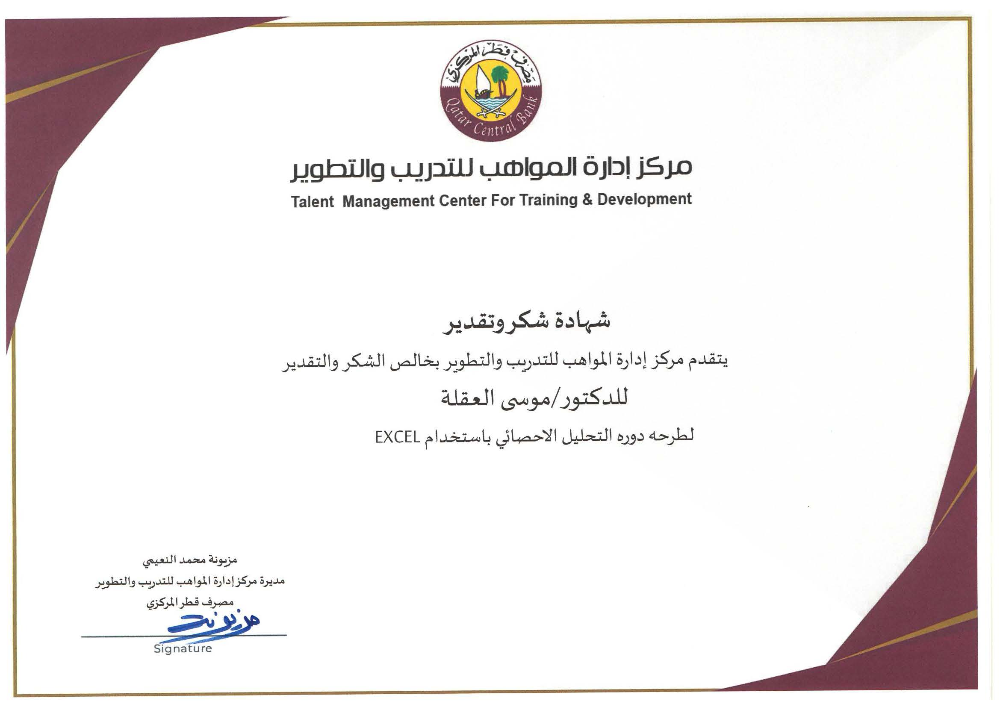 مصرف قطر المركزي
Qatar Central Bank
مركز إدارة المواهب للتدريب والتطوير
Talent Management Center For Training & Development
شهادة شكر وتقدير
يتقدم مركز إدارة المواهب للتدريب والتطوير بخالص الشكر والتقدير
للدكتور/موسى العقلة
لطرحه دوره التحليل الاحصائي باستخدام EXCEL
مزيونة محمد النعيمي
مديرة مركز إدارة المواهب للتدريب والتطوير
مصرف قطر المركزي
مزيونة
Signature